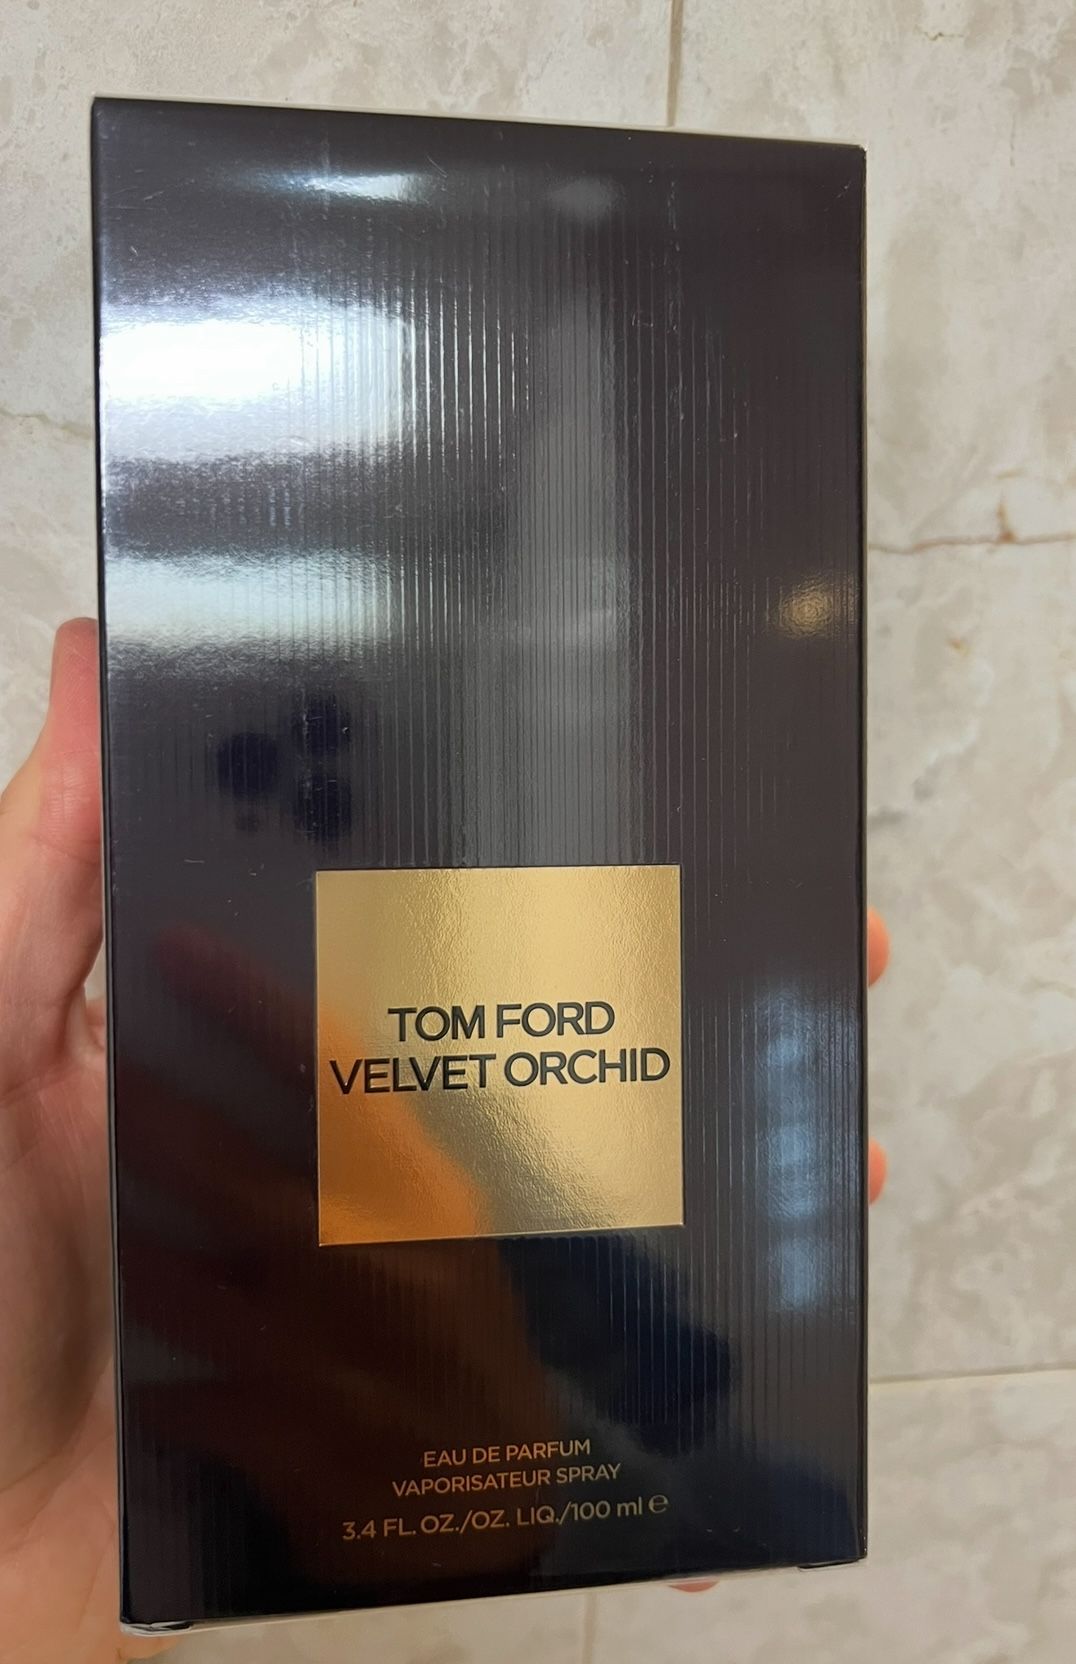 TOM FORD
VELVET ORCHID
EAU DE PARFUM
VAPORISATEUR SPRAY
3.4 FL. OZ./OZ. LIQ./100 ml ℮